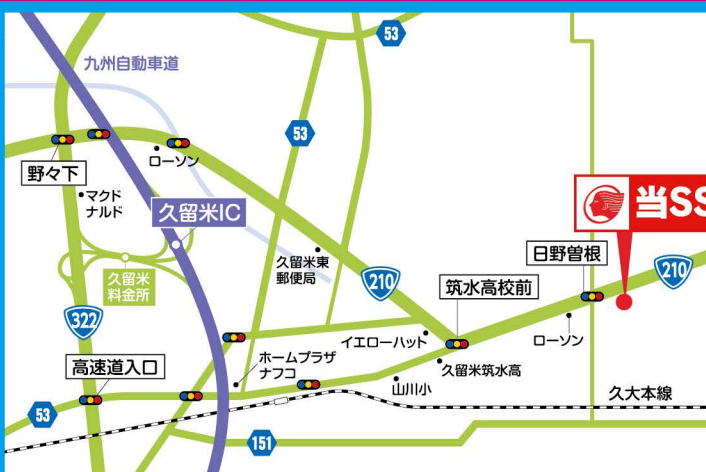 53
九州自動車道
53
ローソン
野々下
マクド
ナルド
久留米IC
当SS
久留米東
郵便局
日野曽根
久留米
料金所
210
210
筑水高校前
322
イエローハット
ローソン
ホームプラザ
ナフコ
高速道入口
久留米筑水高
山川小
久大本線
53
151